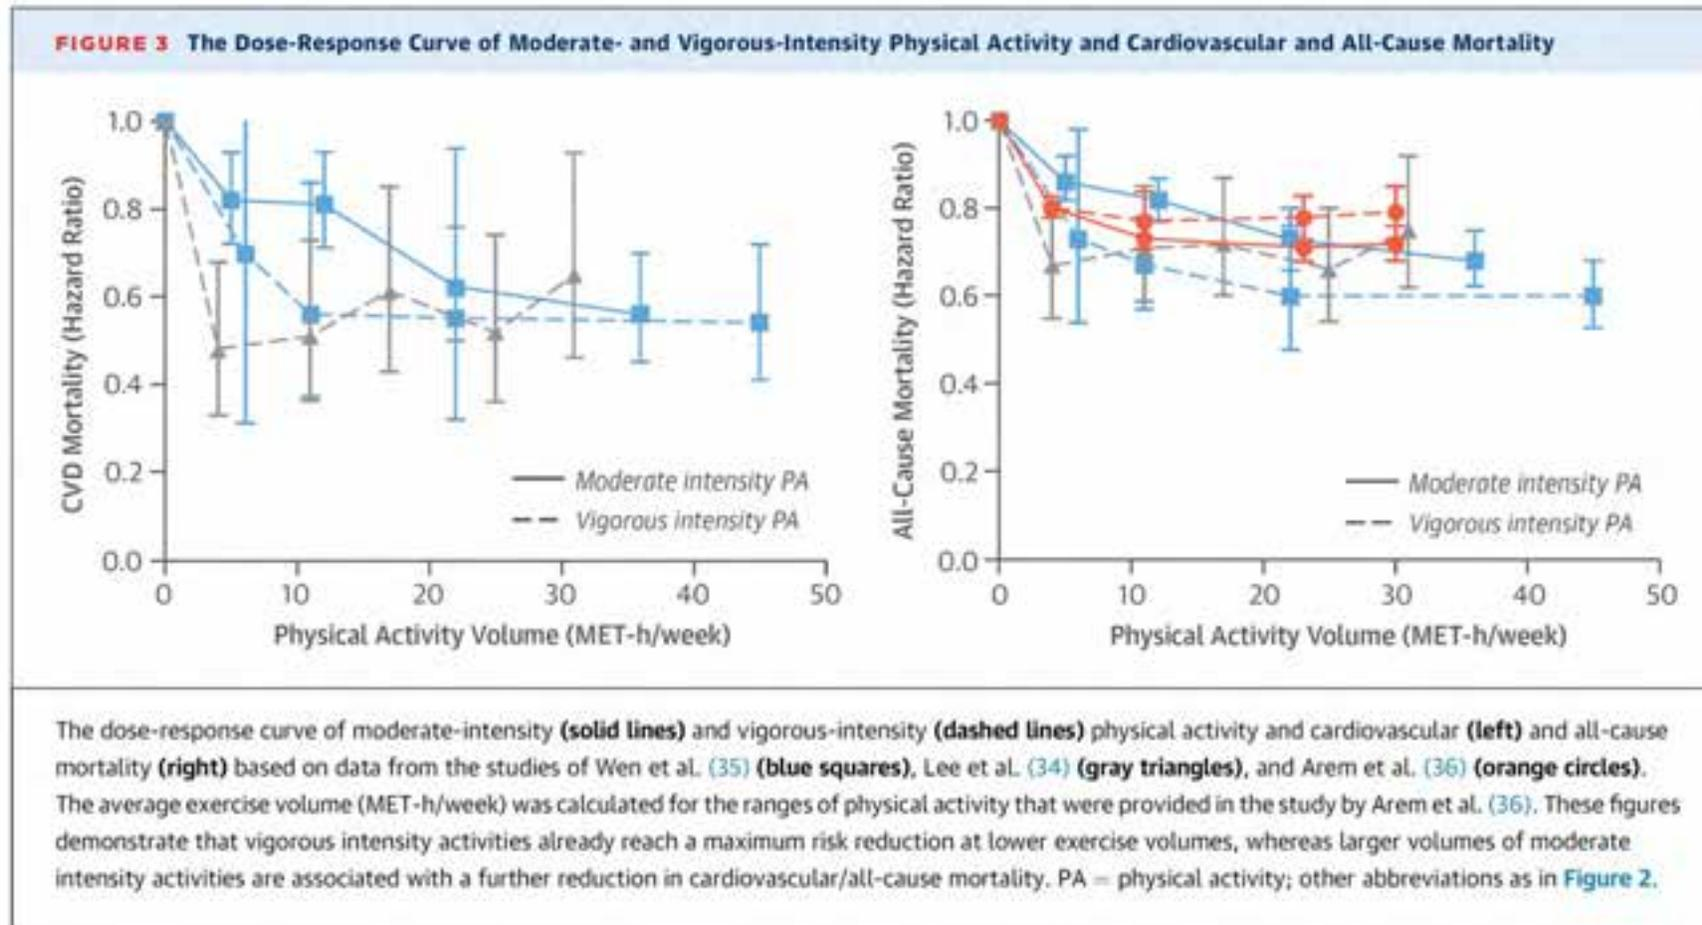 FIGURE 3 The Dose-Response Curve of Moderate- and Vigorous-Intensity Physical Activity and Cardiovascular and All-Cause Mortality
CVD Mortality (Hazard Ratio)
1.0
0.8
0.6
0.4
0.2
0.0
Moderate intensity PA
Vigorous intensity PA
0 10 20 30 40 50
Physical Activity Volume (MET-h/week)
All-Cause Mortality (Hazard Ratio)
1.0
0.8
0.6
0.4
0.2
0.0
Moderate intensity PA
Vigorous intensity PA
0 10 20 30 40 50
Physical Activity Volume (MET-h/week)
The dose-response curve of moderate-intensity (solid lines) and vigorous-intensity (dashed lines) physical activity and cardiovascular (left) and all-cause
mortality (right) based on data from the studies of Wen et al. (35) (blue squares), Lee et al. (34) (gray triangles), and Arem et al. (36) (orange circles).
The average exercise volume (MET-h/week) was calculated for the ranges of physical activity that were provided in the study by Arem et al. (36). These figures
demonstrate that vigorous intensity activities already reach a maximum risk reduction at lower exercise volumes, whereas larger volumes of moderate
intensity activities are associated with a further reduction in cardiovascular/all-cause mortality. PA = physical activity; other abbreviations as in Figure 2.